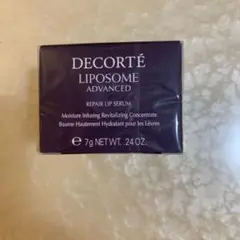 DECORTÉ
LIPOSOME
ADVANCED
REPAIR LIP SERUM
Moisture Infusing Revitalizing Concentrate
Baume Hautement Hydratant pour les Lèvres
℮ 7g NET WT. .24 OZ.